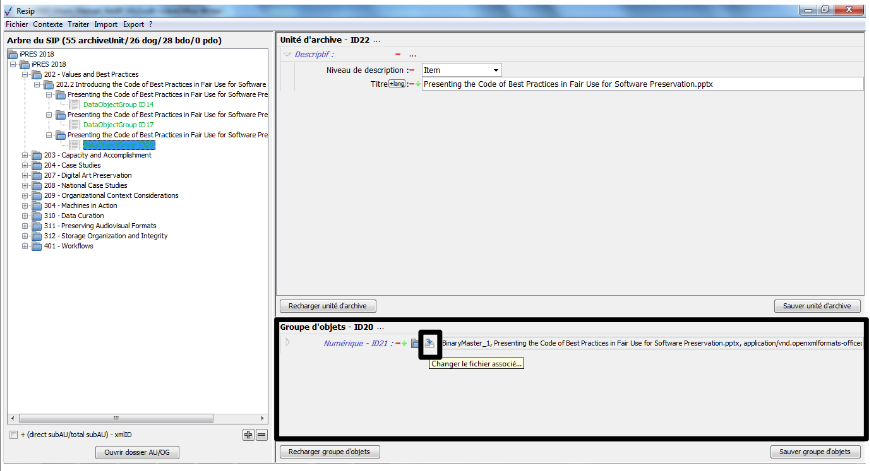 Resip
Fichier Contexte Traiter Import Export ?
Arbre du SIP (55 archiveUnit/ 26 dog/ 28 bdo/ 0 pdo)
iPRES 2018
iPRES 2018
202 - Values and Best Practices
202.2 Introducing the Code of Best Practices in Fair Use for Software
Presenting the Code of Best Practices in Fair Use for Software Pre
DataObjectGroup ID14
Presenting the Code of Best Practices in Fair Use for Software Pre
DataObjectGroup ID17
Presenting the Code of Best Practices in Fair Use for Software Pre
203 - Capacity and Accomplishment
204 - Case Studies
207 - Digital Art Preservation
208 - National Case Studies
209 - Organizational Context Considerations
304 - Machines in Action
310 - Data Curation
311 - Preserving Audiovisual Formats
312 - Storage Organization and Integrity
401 - Workflows
+ (direct subAU/total subAU) - xmlID
Ouvrir dossier AU/OG
Unité d'archive - ID22 ...
Descriptif : − ...
Niveau de description :− Item
Titre +lang :− + Presenting the Code of Best Practices in Fair Use for Software Preservation.pptx
Recharger unité d'archive
Sauver unité d'archive
Groupe d'objets - ID20 ...
Numérique - ID21 : − + BinaryMaster_1, Presenting the Code of Best Practices in Fair Use for Software Preservation.pptx, application/vnd.openxmlformats-office
Changer le fichier associé...
Recharger groupe d'objets
Sauver groupe d'objets